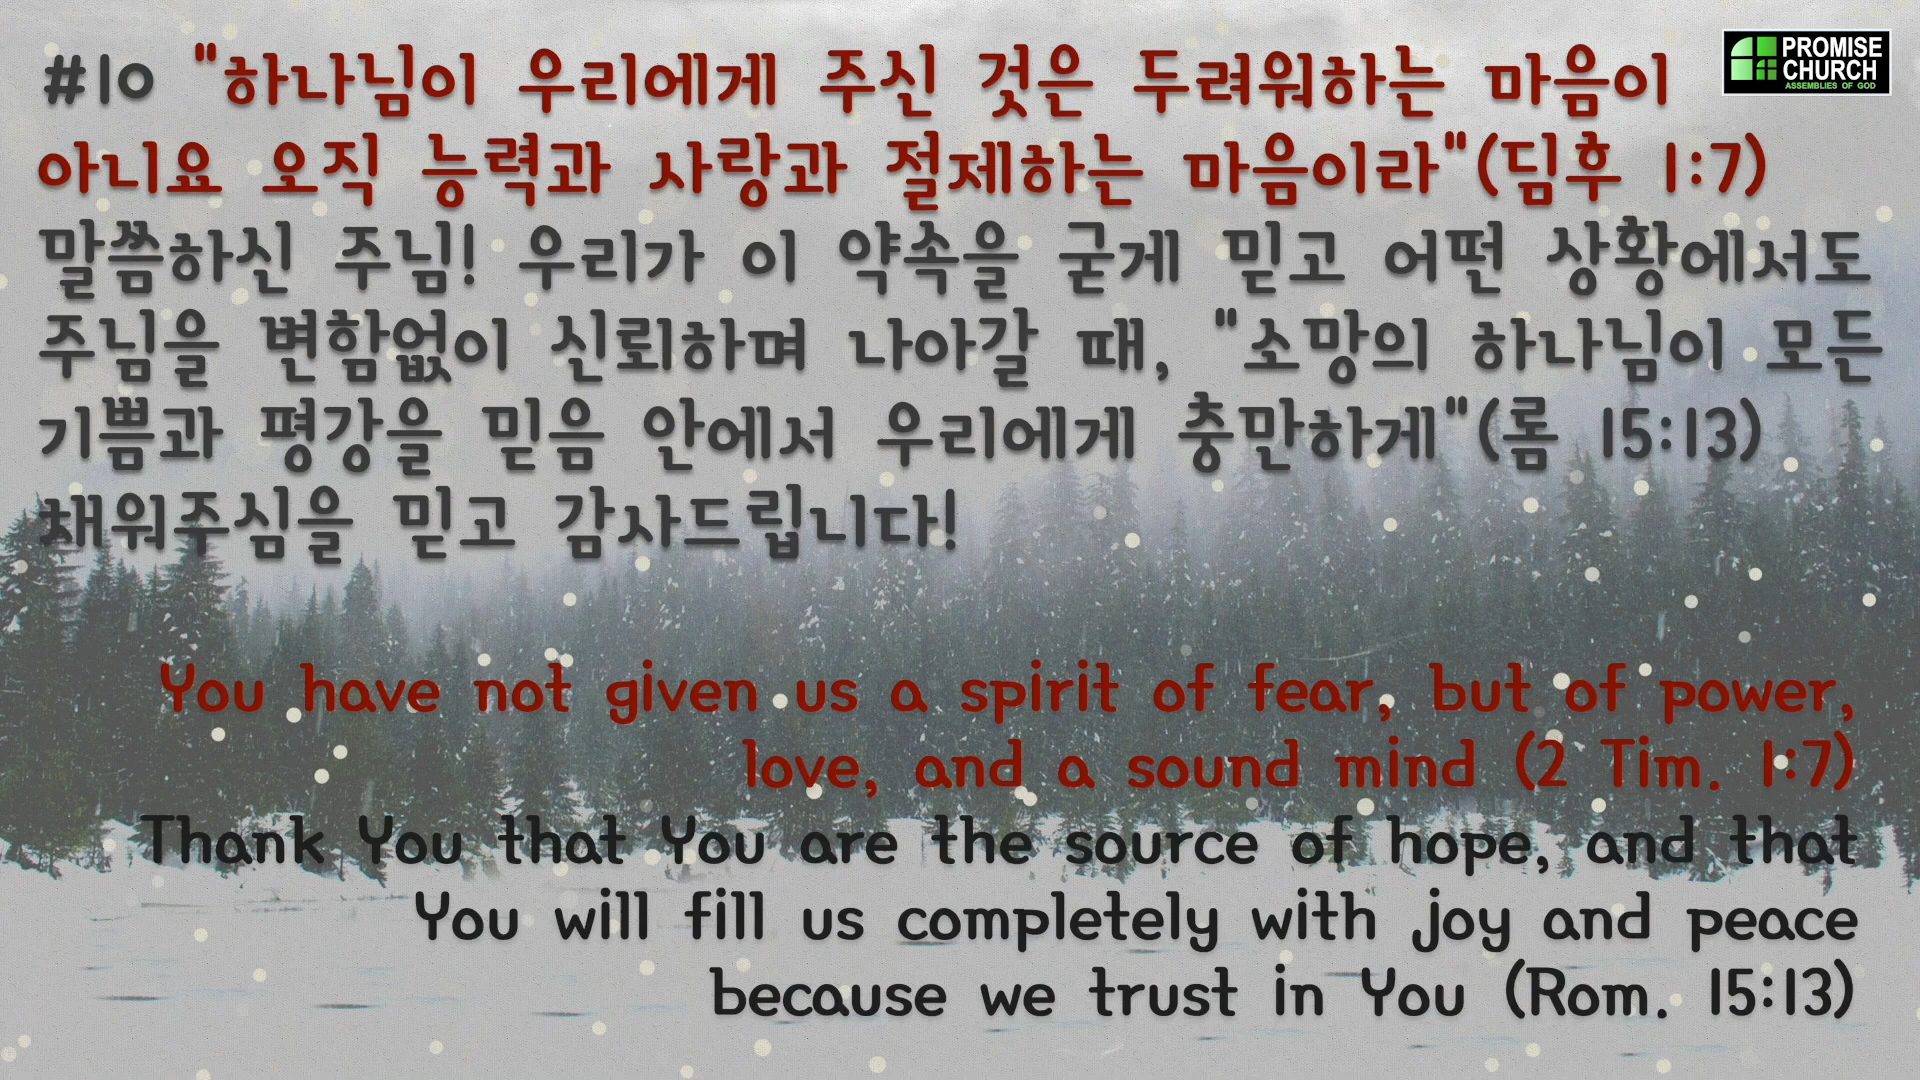 #10 "하나님이 우리에게 주신 것은 두려워하는 마음이
아니요 오직 능력과 사랑과 절제하는 마음이라"(딤후 1:7)
말씀하신 주님! 우리가 이 약속을 굳게 믿고 어떤 상황에서도
주님을 변함없이 신뢰하며 나아갈 때, "소망의 하나님이 모든
기쁨과 평강을 믿음 안에서 우리에게 충만하게"(롬 15:13)
채워주심을 믿고 감사드립니다!
PROMISE
CHURCH
ASSEMBLIES OF GOD
You have not given us a spirit of fear, but of power,
love, and a sound mind (2 Tim. 1:7)
Thank You that You are the source of hope, and that
You will fill us completely with joy and peace
because we trust in You (Rom. 15:13)